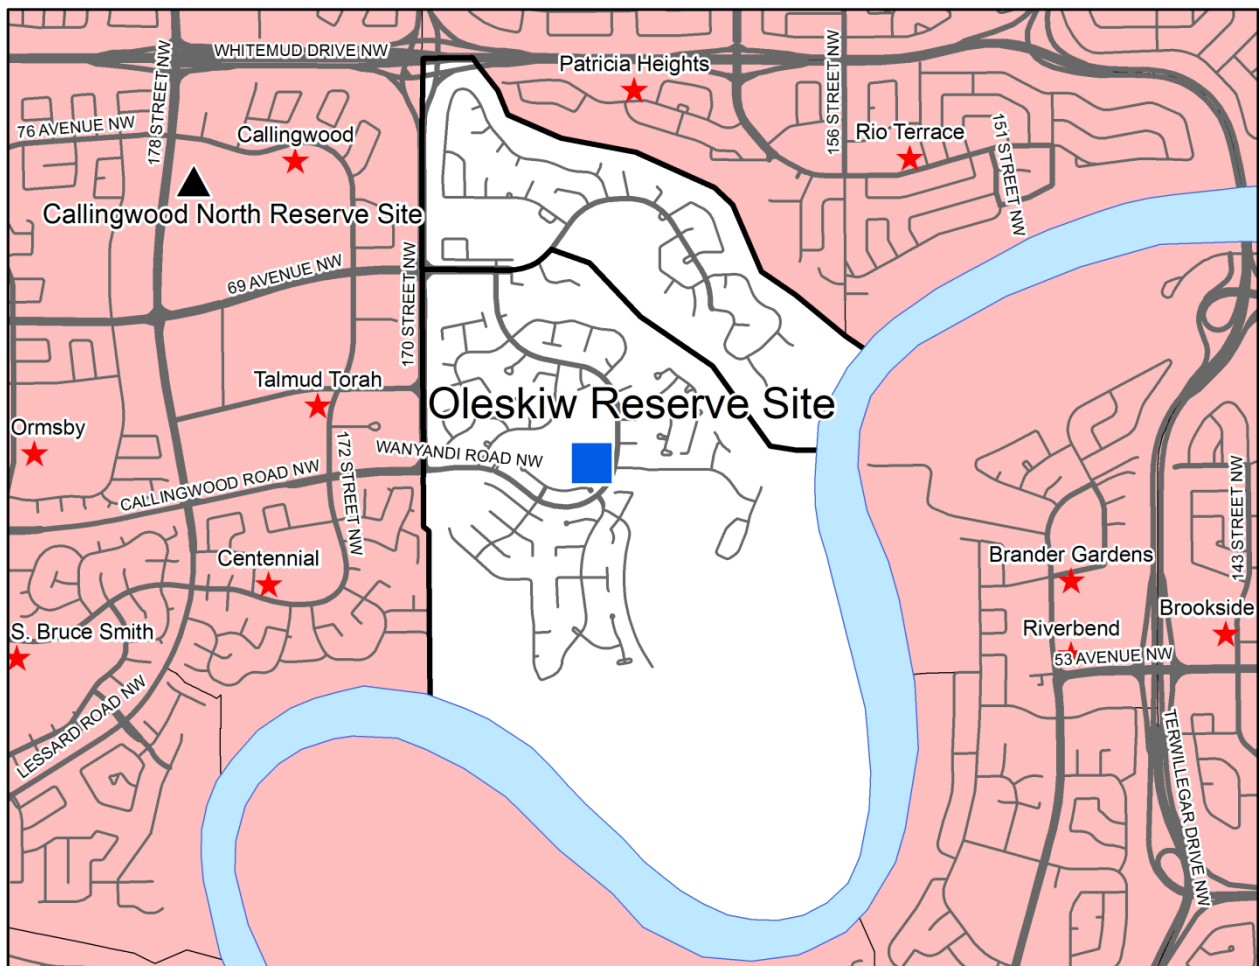 WHITEMUD DRIVE NW
Patricia Heights
178 STREET NW
156 STREET NW
76 AVENUE NW
Callingwood
Rio Terrace
151 STREET NW
Callingwood North Reserve Site
69 AVENUE NW
170 STREET NW
Talmud Torah
Oleskiw Reserve Site
Ormsby
WANYANDI ROAD NW
CALLINGWOOD ROAD NW
172 STREET NW
Centennial
Brander Gardens
143 STREET NW
Brookside
S. Bruce Smith
Riverbend
53 AVENUE NW
LESSARD ROAD NW
TERWILLEGAR DRIVE NW